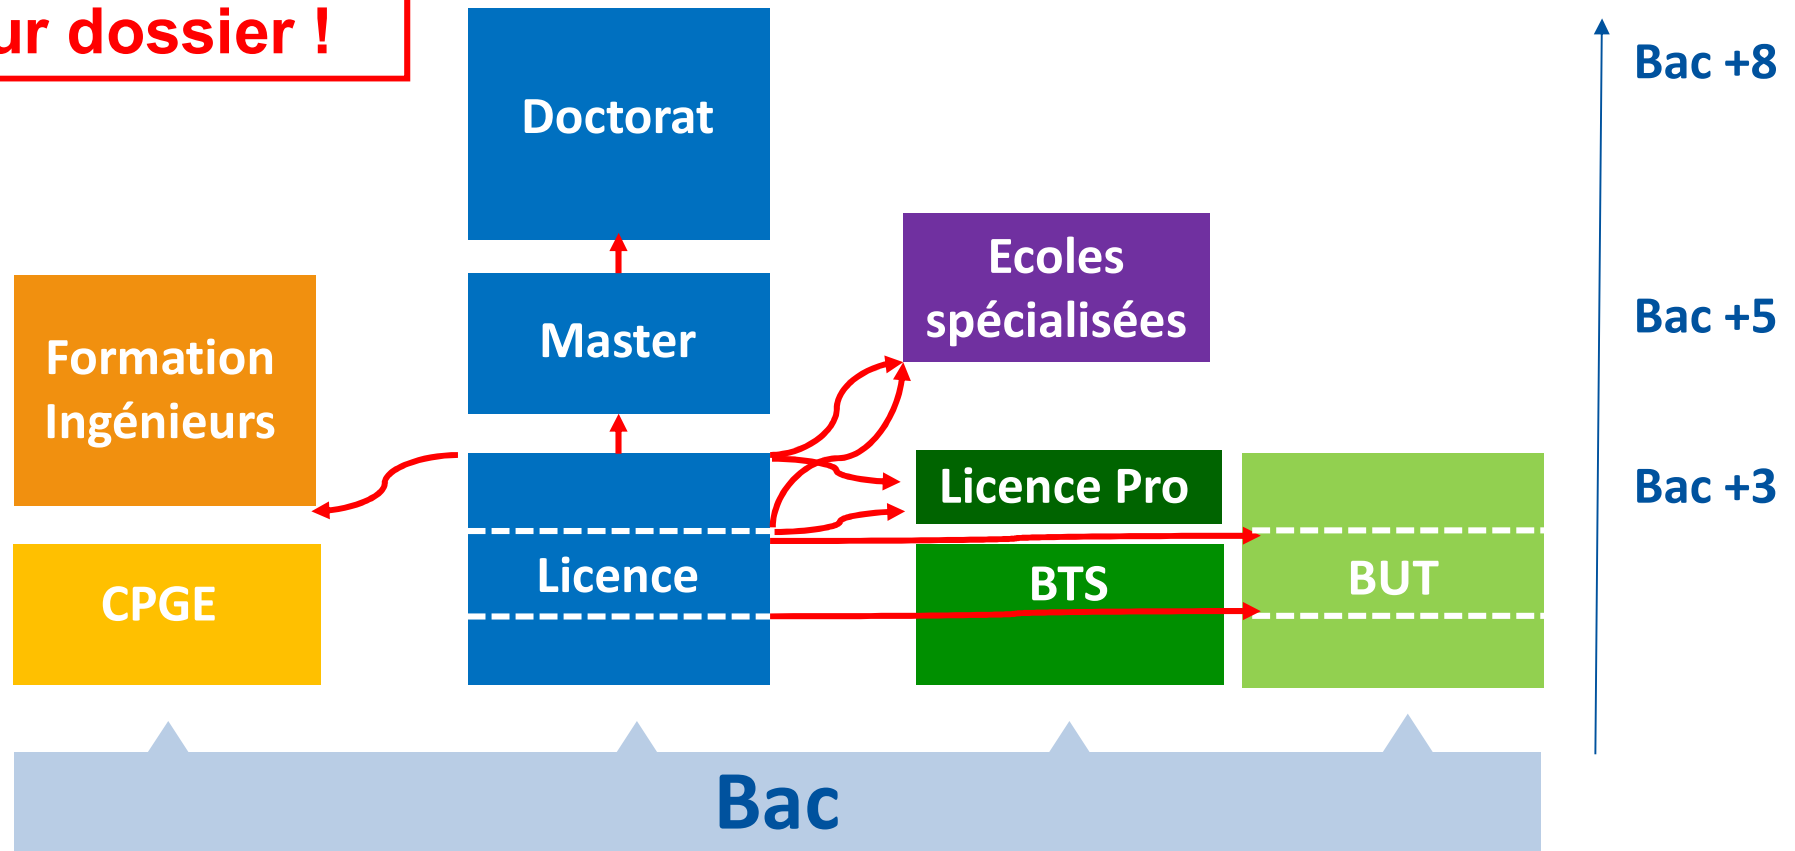 ur dossier !
Doctorat
Bac +8
Ecoles
spécialisées
Formation
Ingénieurs
Master
Bac +5
Licence Pro
Bac +3
CPGE
Licence
BTS
BUT
Bac